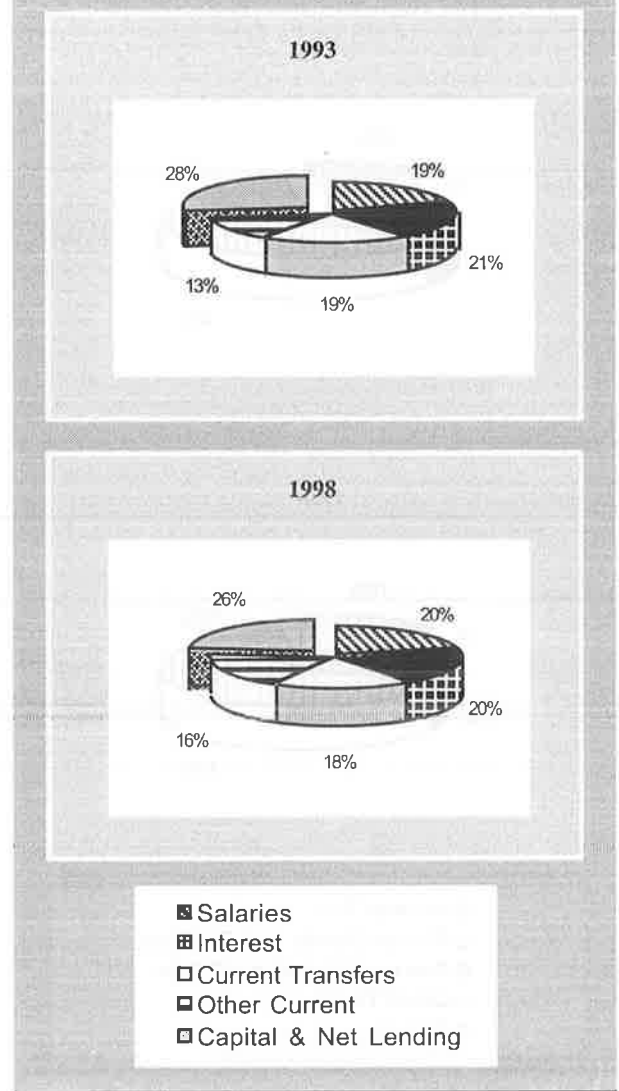 1993
28%
19%
21%
13%
19%
1998
26%
20%
20%
16%
18%
Salaries
Interest
Current Transfers
Other Current
Capital & Net Lending